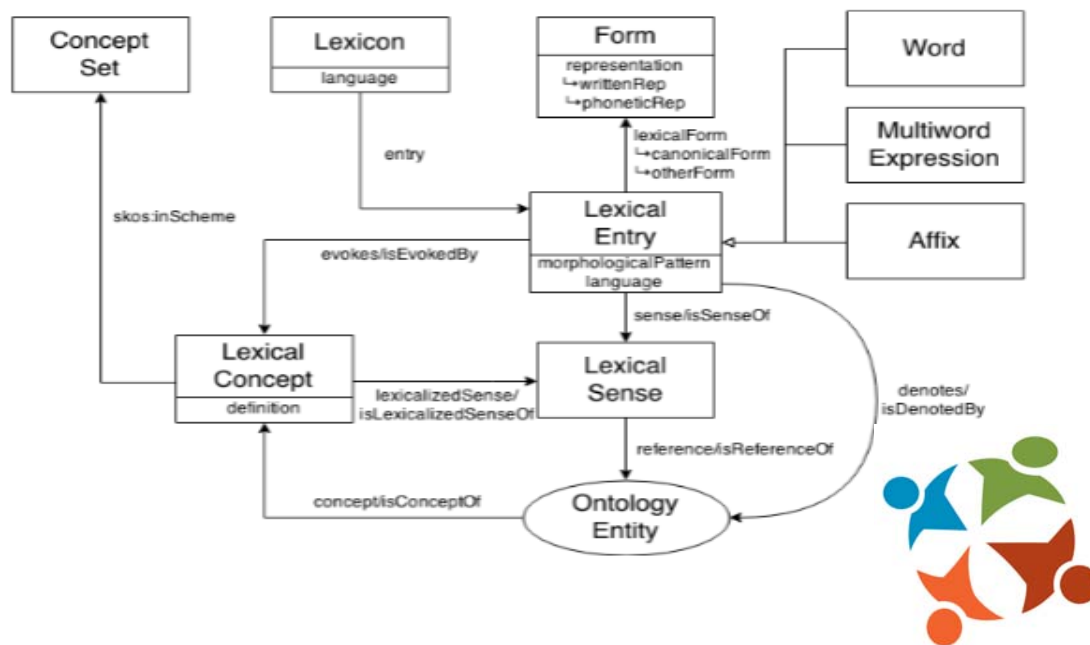 Concept
Set
Lexicon
language
Form
representation
↳writtenRep
↳phoneticRep
Word
Multiword
Expression
Affix
entry
lexicalForm
↳canonicalForm
↳otherForm
skos:inScheme
Lexical
Entry
morphologicalPattern
language
evokes/isEvokedBy
sense/isSenseOf
Lexical
Concept
definition
lexicalizedSense/
isLexicalizedSenseOf
Lexical
Sense
denotes/
isDenotedBy
reference/isReferenceOf
concept/isConceptOf
Ontology
Entity